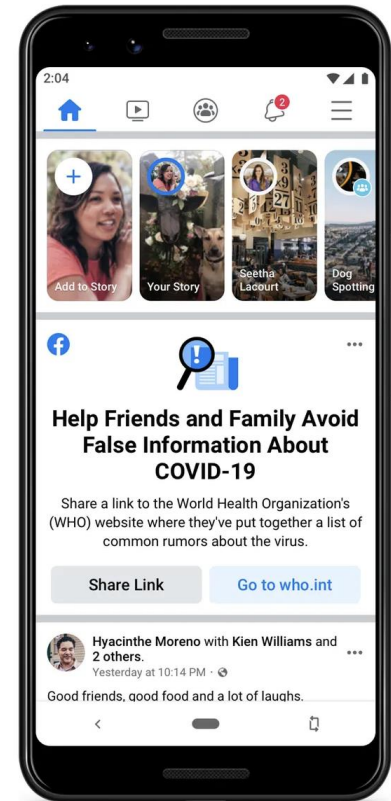 2:04
2
Add to Story
Your Story
Seetha
Lacourt
Dog
Spotting
Help Friends and Family Avoid
False Information About
COVID-19
Share a link to the World Health Organization's
(WHO) website where they've put together a list of
common rumors about the virus.
Share Link
Go to who.int
Hyacinthe Moreno with Kien Williams and
2 others.
Yesterday at 10:14 PM ·
Good friends, good food and a lot of laughs.